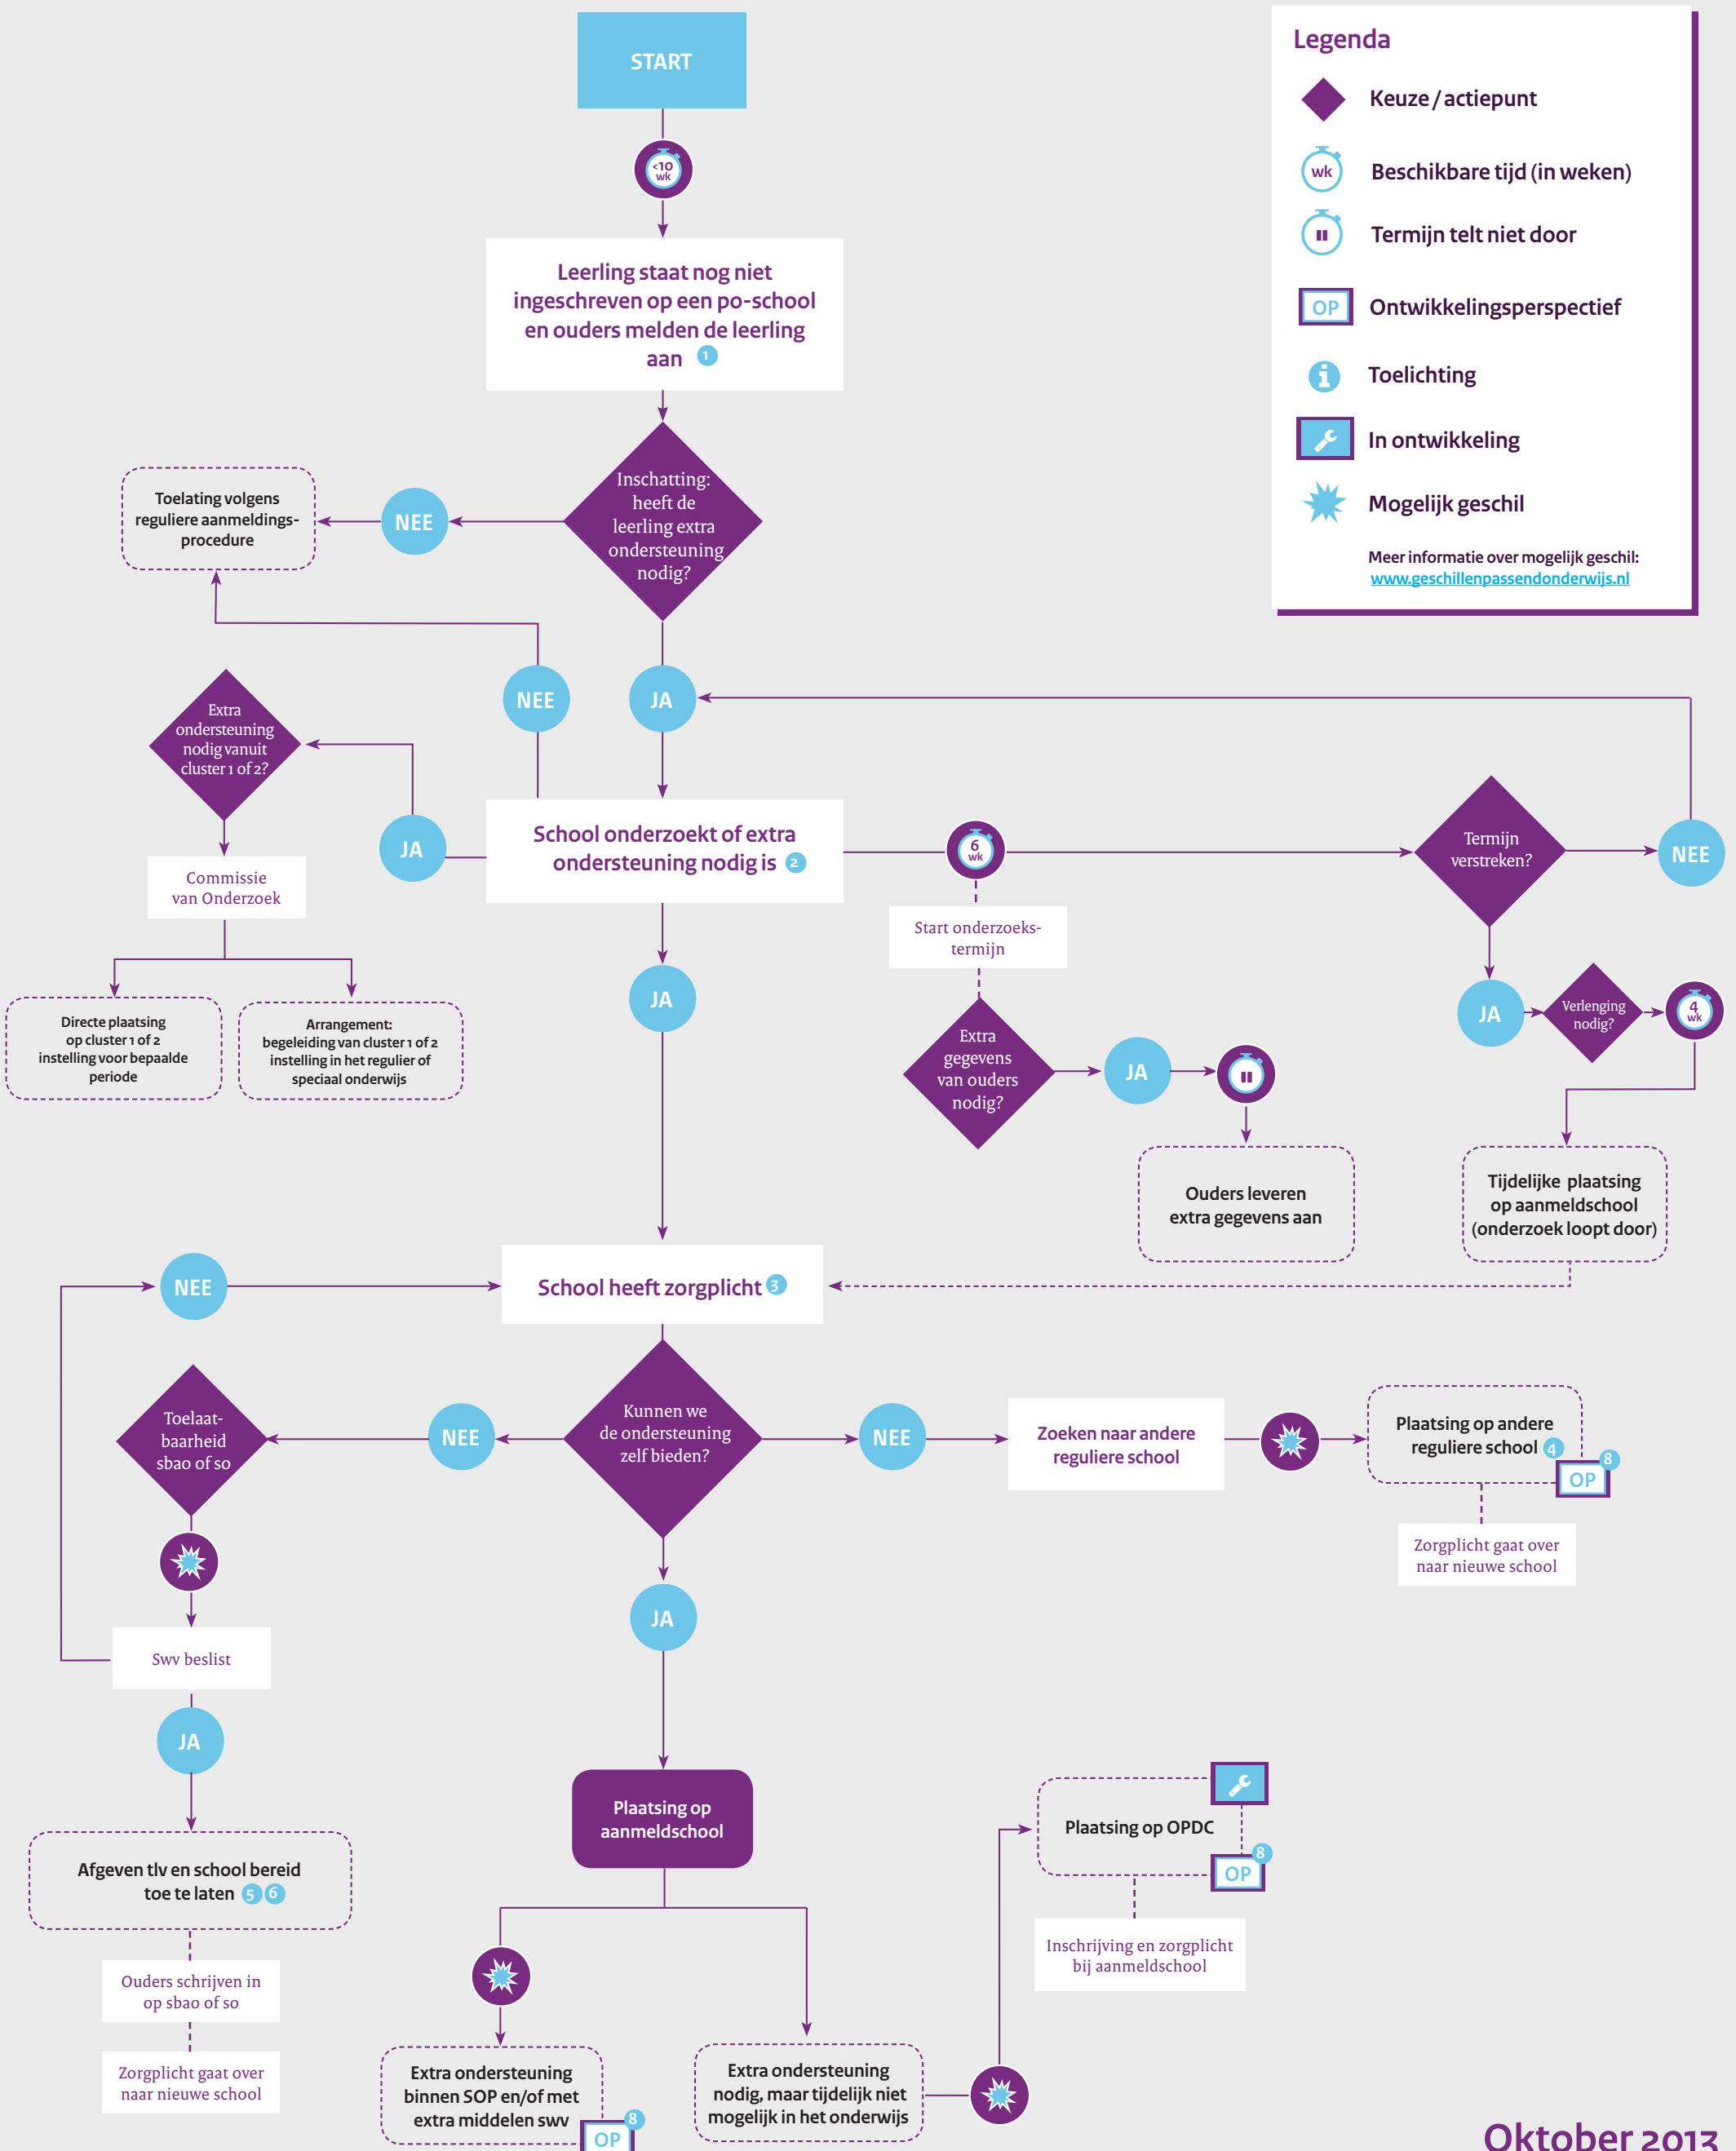 START
<10
wk
Leerling staat nog niet
ingeschreven op een po-school
en ouders melden de leerling
aan 1
Inschatting:
heeft de
leerling extra
ondersteuning
nodig?
NEE
Toelating volgens
reguliere aanmeldings-
procedure
NEE
JA
Extra
ondersteuning
nodig vanuit
cluster 1 of 2?
JA
Commissie
van Onderzoek
Directe plaatsing
op cluster 1 of 2
instelling voor bepaalde
periode
Arrangement:
begeleiding van cluster 1 of 2
instelling in het regulier of
speciaal onderwijs
School onderzoekt of extra
ondersteuning nodig is 2
6
wk
Start onderzoeks-
termijn
Extra
gegevens
van ouders
nodig?
JA
Ouders leveren
extra gegevens aan
Termijn
verstreken?
NEE
JA
Verlenging
nodig?
4
wk
Tijdelijke plaatsing
op aanmeldschool
(onderzoek loopt door)
JA
NEE
School heeft zorgplicht 3
Kunnen we
de ondersteuning
zelf bieden?
NEE
Toelaat-
baarheid
sbao of so
Swv beslist
JA
Afgeven tlv en school bereid
toe te laten 5 6
Ouders schrijven in
op sbao of so
Zorgplicht gaat over
naar nieuwe school
NEE
Zoeken naar andere
reguliere school
Plaatsing op andere
reguliere school 4
8
OP
Zorgplicht gaat over
naar nieuwe school
JA
Plaatsing op
aanmeldschool
Extra ondersteuning
binnen SOP en/of met
extra middelen swv
8
OP
Extra ondersteuning
nodig, maar tijdelijk niet
mogelijk in het onderwijs
Plaatsing op OPDC
8
OP
Inschrijving en zorgplicht
bij aanmeldschool
Legenda
Keuze / actiepunt
wk Beschikbare tijd (in weken)
Termijn telt niet door
OP Ontwikkelingsperspectief
i Toelichting
In ontwikkeling
Mogelijk geschil
Meer informatie over mogelijk geschil:
www.geschillenpassendonderwijs.nl
Oktober 2013